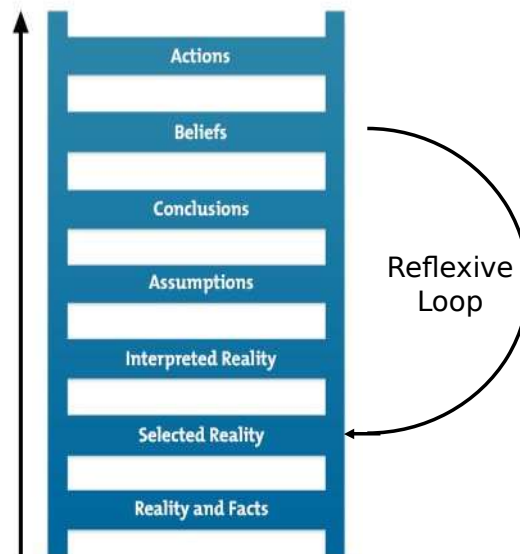 Actions
Beliefs
Conclusions
Assumptions
Interpreted Reality
Selected Reality
Reality and Facts
Reflexive
Loop